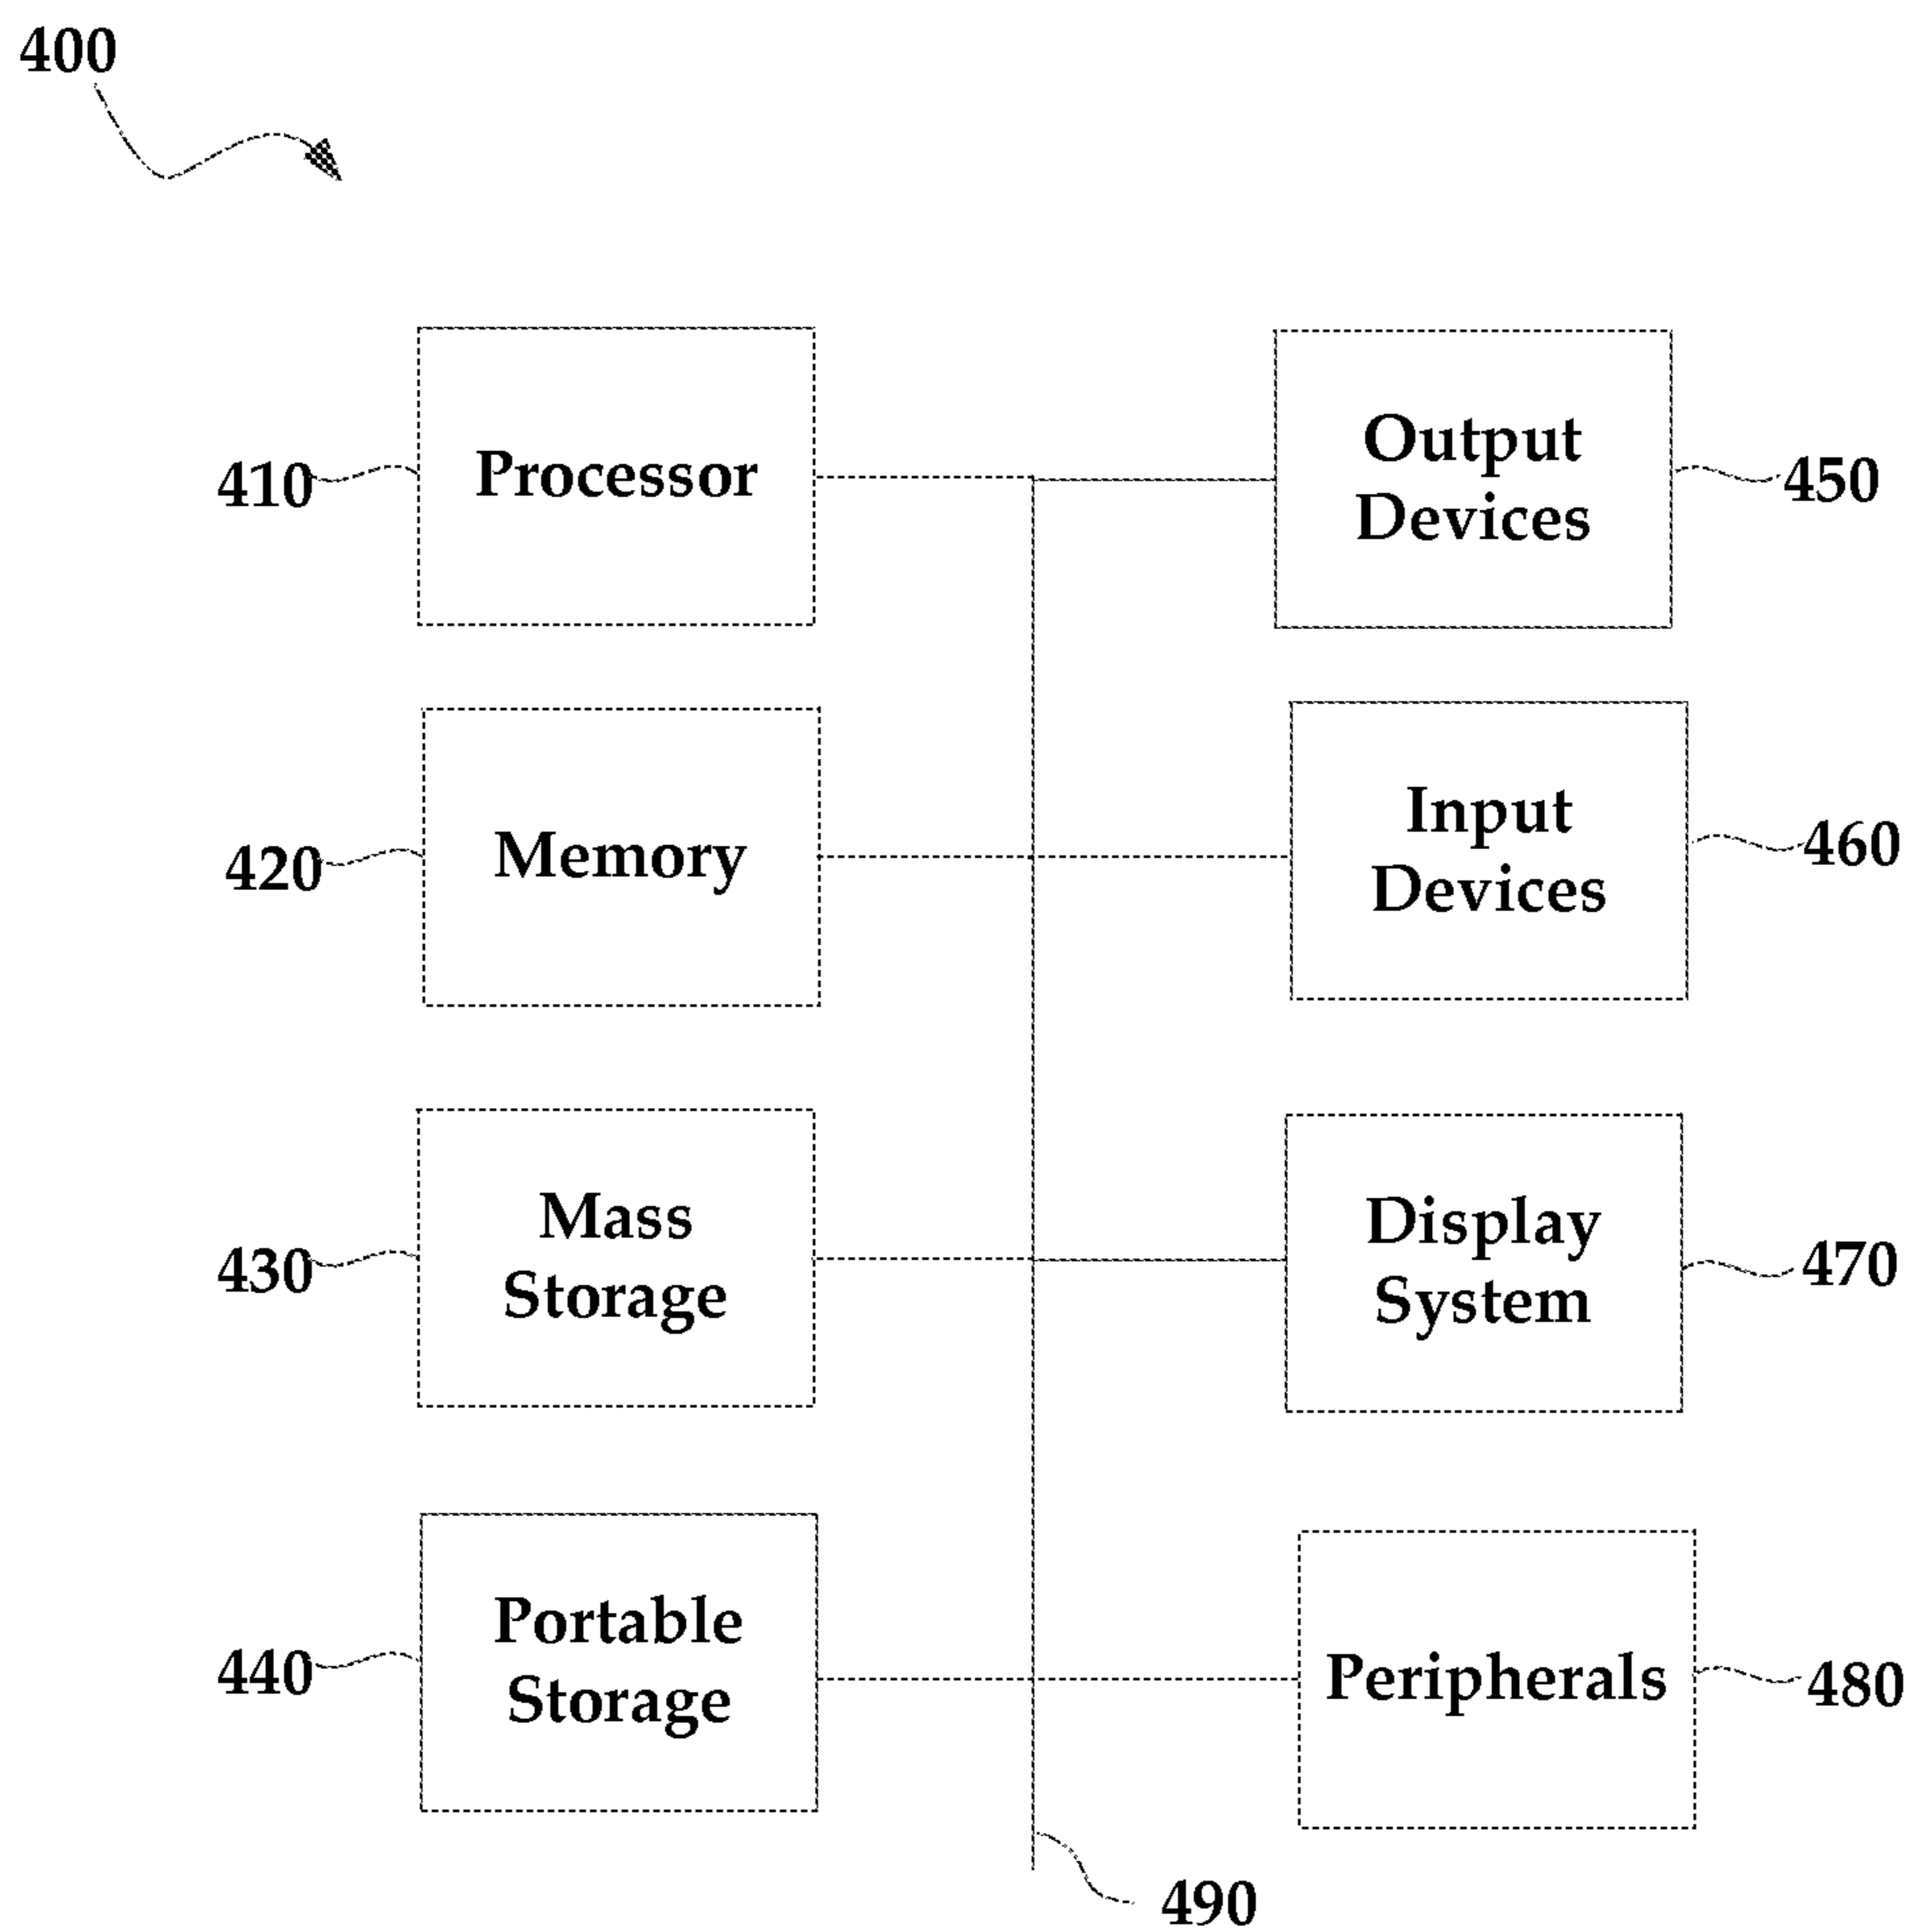 400
410
Processor
Output
Devices
450
420
Memory
Input
Devices
460
430
Mass
Storage
Display
System
470
440
Portable
Storage
Peripherals
480
490